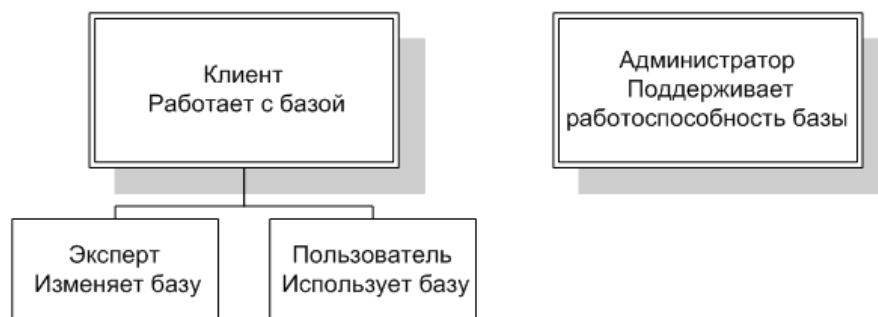 Клиент
Работает с базой
Администратор
Поддерживает
работоспособность базы
Эксперт
Изменяет базу
Пользователь
Использует базу